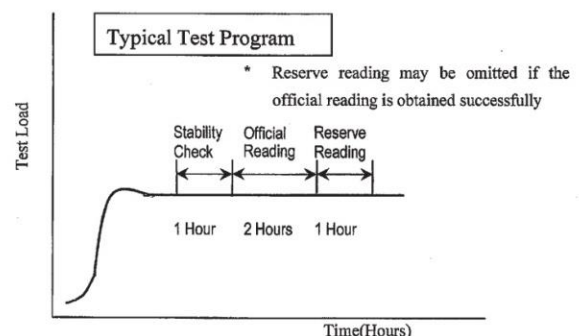 Typical Test Program
* Reserve reading may be omitted if the
official reading is obtained successfully
Test Load
Stability Check
Official Reading
Reserve Reading
1 Hour
2 Hours
1 Hour
Time(Hours)